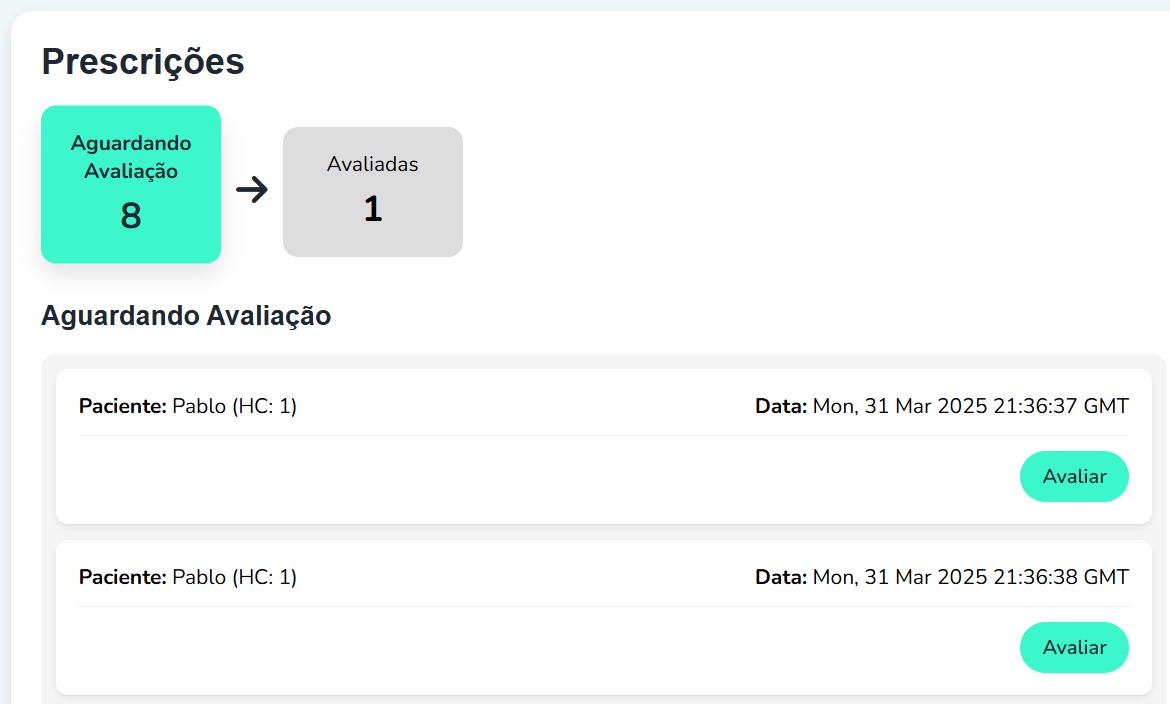 Prescrições
Aguardando
Avaliação
8
Avaliadas
1
Aguardando Avaliação
Paciente: Pablo (HC: 1)
Data: Mon, 31 Mar 2025 21:36:37 GMT
Avaliar
Paciente: Pablo (HC: 1)
Data: Mon, 31 Mar 2025 21:36:38 GMT
Avaliar